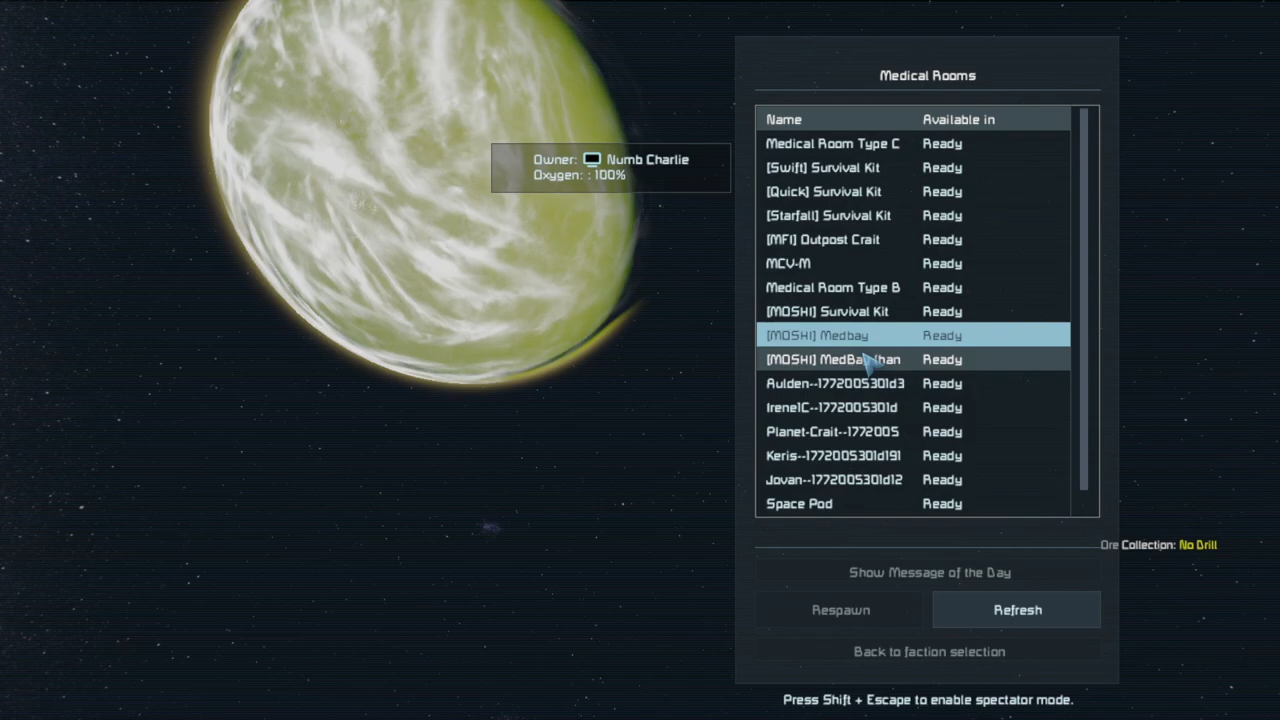 Medical Rooms
Name Available in
Medical Room Type C Ready
[Swift] Survival Kit Ready
[Quick] Survival Kit Ready
[Starfall] Survival Kit Ready
[MFI] Outpost Crait Ready
MCV-M Ready
Medical Room Type B Ready
[MOSHI] Survival Kit Ready
[MOSHI] Medbay Ready
[MOSHI] Ready
Aulden--1772005301d3 Ready
Irene1C--1772005301d Ready
Planet-Crait--1772005 Ready
Keris--1772005301d191 Ready
Jovan--1772005301d12 Ready
Space Pod Ready
Owner: Numb Charlie
Oxygen: : 100%
Ore Collection: No Drill
Show Message of the Day
Respawn Refresh
Back to faction selection
Press Shift + Escape to enable spectator mode.